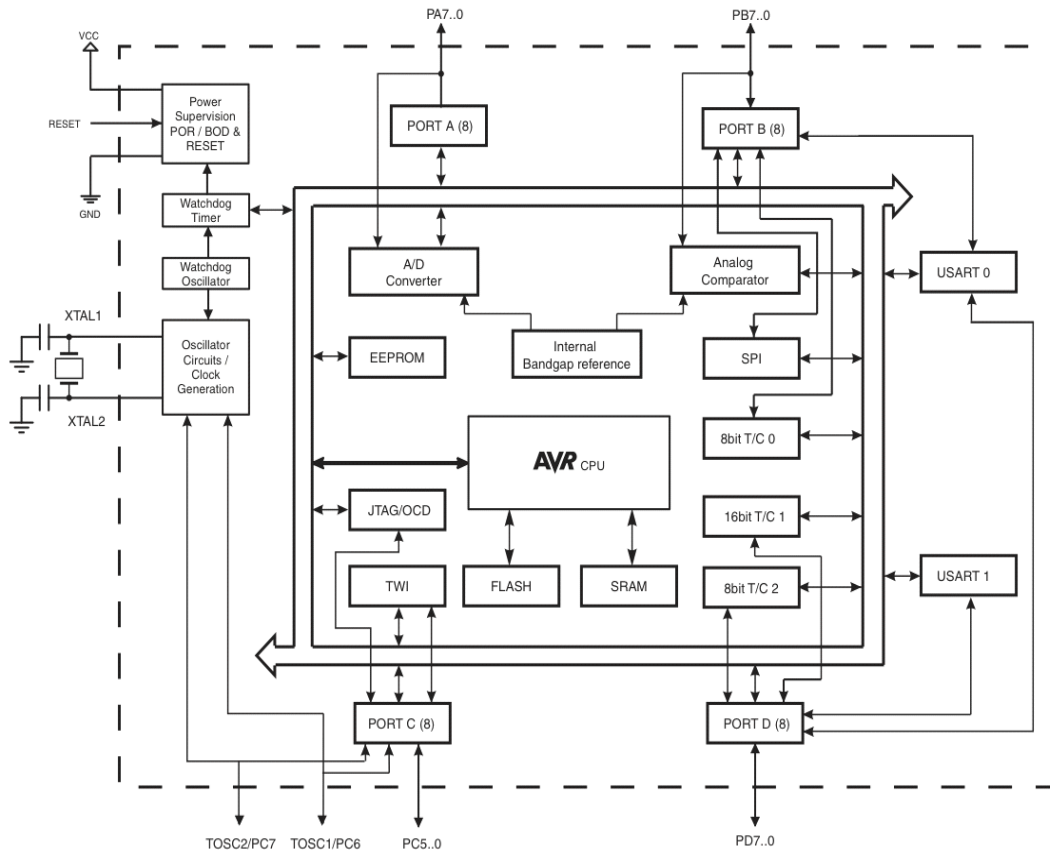 PA7..0
PB7..0
VCC
Power
Supervision
POR / BOD &
RESET
RESET
PORT A (8)
PORT B (8)
GND
Watchdog
Timer
Watchdog
Oscillator
A/D
Converter
Analog
Comparator
USART 0
XTAL1
Oscillator
Circuits /
Clock
Generation
EEPROM
Internal
Bandgap reference
SPI
XTAL2
AVR CPU
8bit T/C 0
JTAG/OCD
16bit T/C 1
TWI
FLASH
SRAM
8bit T/C 2
USART 1
PORT C (8)
PORT D (8)
TOSC2/PC7
TOSC1/PC6
PC5..0
PD7..0